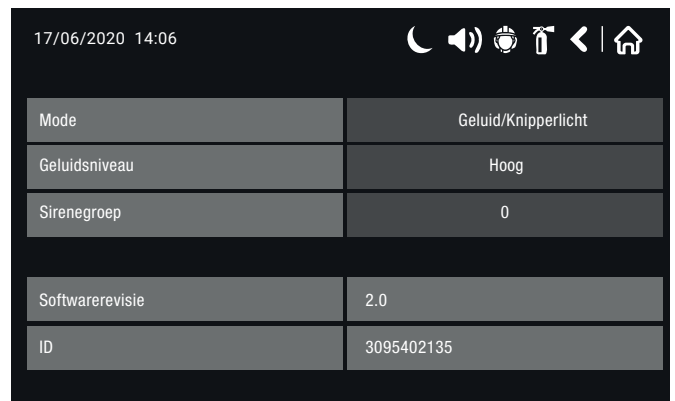 17/06/2020 14:06
Mode Geluid/Knipperlicht
Geluidsniveau Hoog
Sirenegroep 0
Softwarerevisie 2.0
ID 3095402135